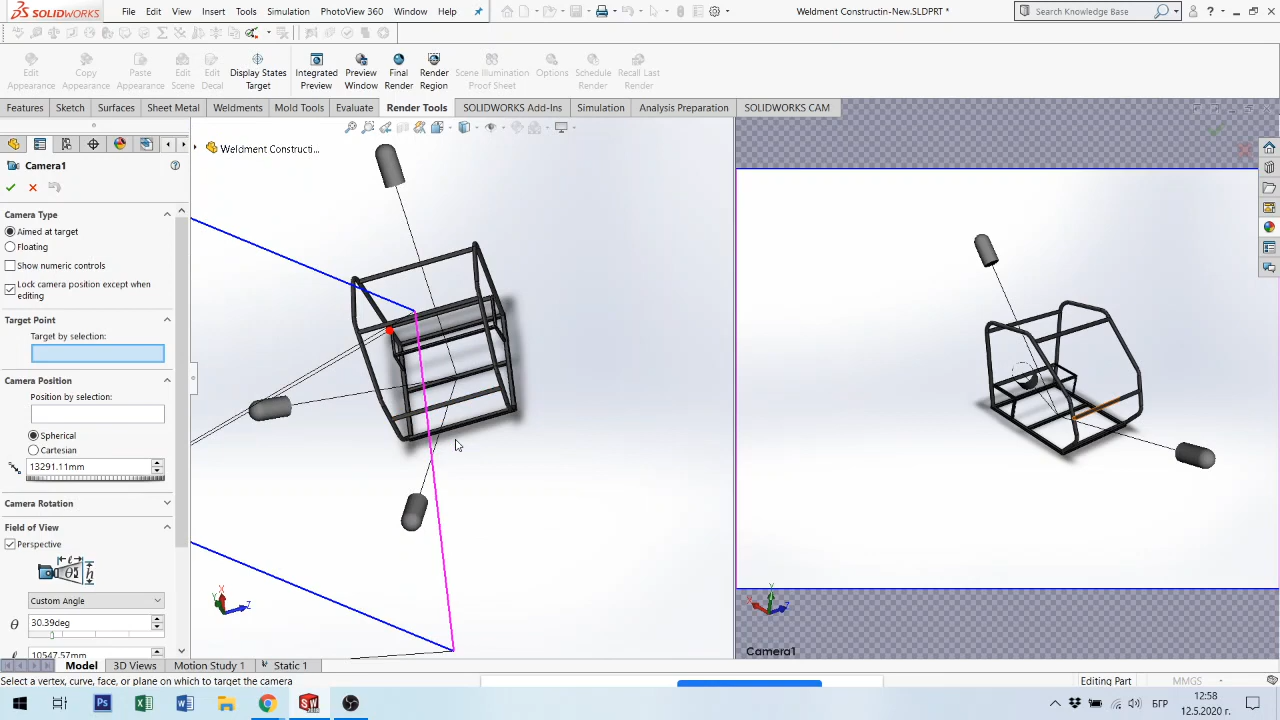 SOLIDWORKS File Edit View Insert Tools Simulation PhotoView 360 Window Help Weldment Constructin-New.SLDPRT * Search Knowledge Base
Edit Appearance Copy Appearance Paste Appearance Edit Scene Edit Decal Display States Target Integrated Preview Preview Window Final Render Render Region Scene Illumination Proof Sheet Options Schedule Render Recall Last Render
Features Sketch Surfaces Sheet Metal Weldments Mold Tools Evaluate Render Tools SOLIDWORKS Add-Ins Simulation Analysis Preparation SOLIDWORKS CAM
Weldment Constructi...
Camera1
Camera Type
Aimed at target
Floating
Show numeric controls
Lock camera position except when
editing
Target Point
Target by selection:
Camera Position
Position by selection:
Spherical
Cartesian
13291.11mm
Camera Rotation
Field of View
Perspective
Custom Angle
θ 30.39deg
ℓ 10547.57mm
Camera1
Model 3D Views Motion Study 1 Static 1
Select a vertex, curve, face, or plane on which to target the camera Editing Part MMGS
БГР 12:58
12.5.2020 г.